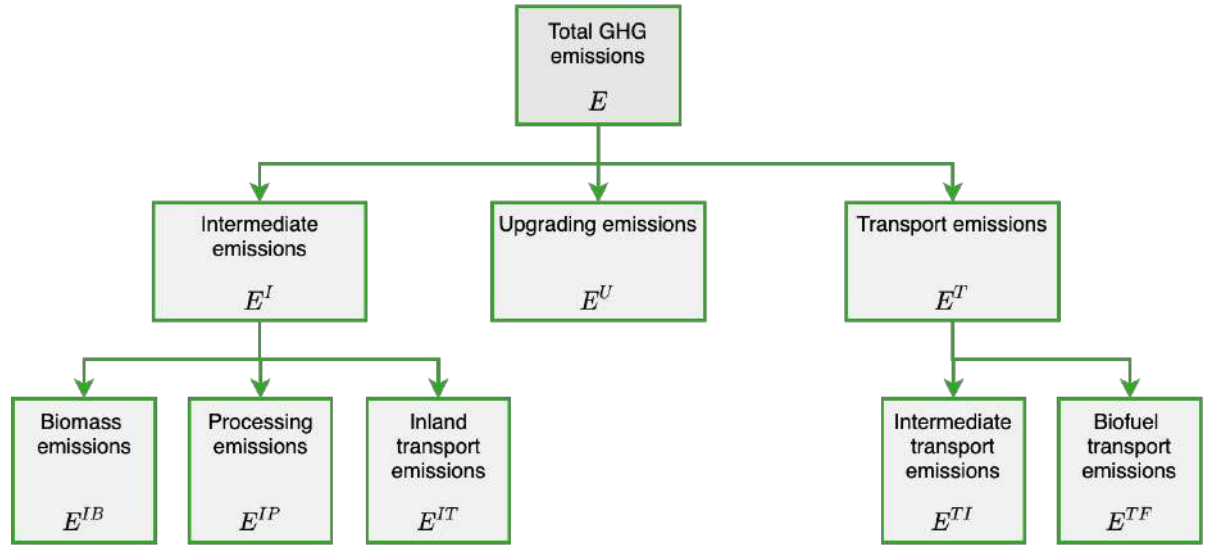 Total GHG
emissions
E
Intermediate
emissions
E^I
Upgrading emissions
E^U
Transport emissions
E^T
Biomass
emissions
E^{IB}
Processing
emissions
E^{IP}
Inland
transport
emissions
E^{IT}
Intermediate
transport
emissions
E^{TI}
Biofuel
transport
emissions
E^{TF}